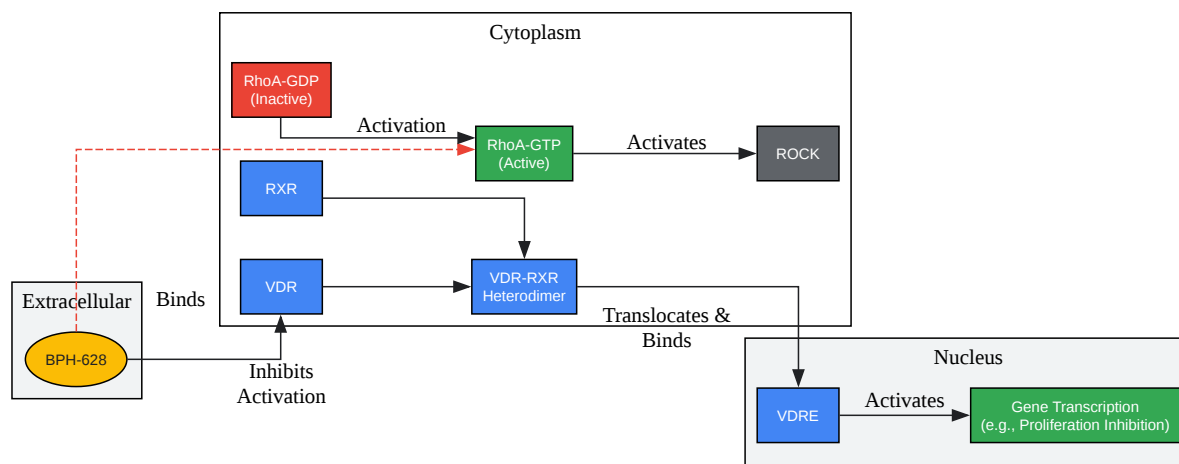 Cytoplasm
RhoA-GDP
(Inactive)
Activation
RhoA-GTP
(Active)
Activates
ROCK
RXR
VDR
VDR-RXR
Heterodimer
Extracellular
Binds
BPH-628
Inhibits
Activation
Translocates &
Binds
Nucleus
VDRE
Activates
Gene Transcription
(e.g., Proliferation Inhibition)